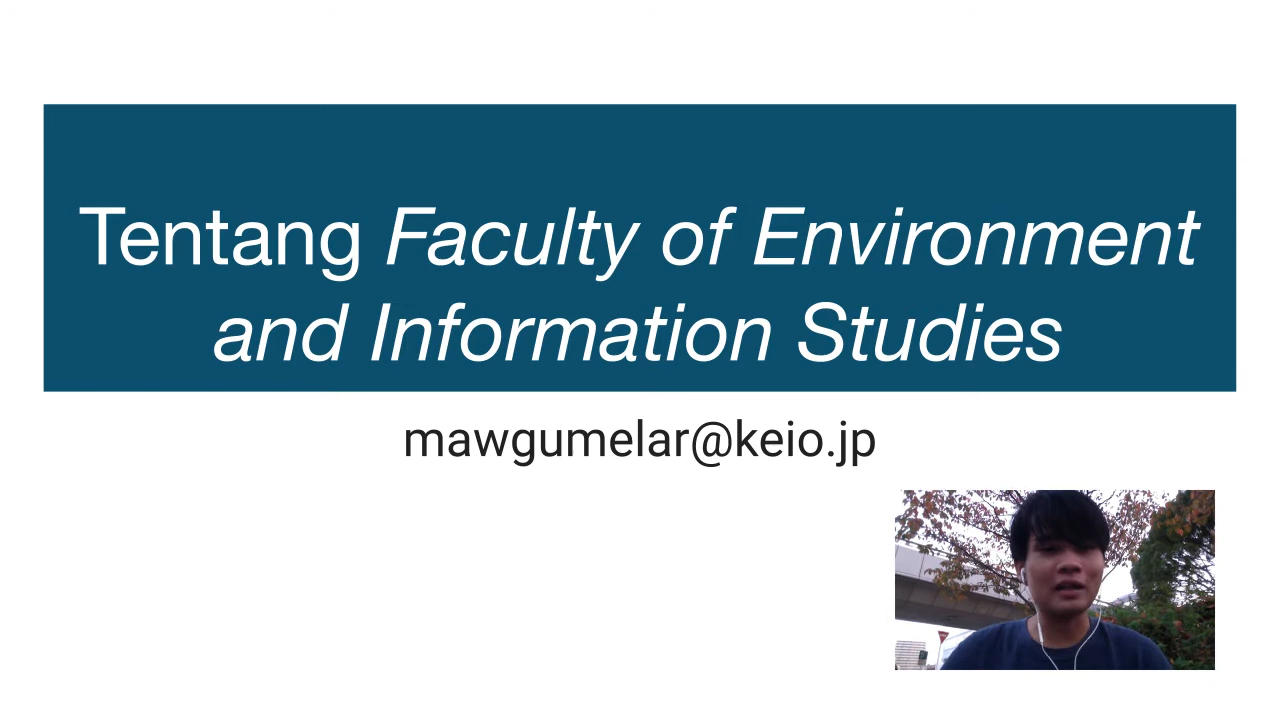 Tentang Faculty of Environment
and Information Studies
mawgumelar@keio.jp